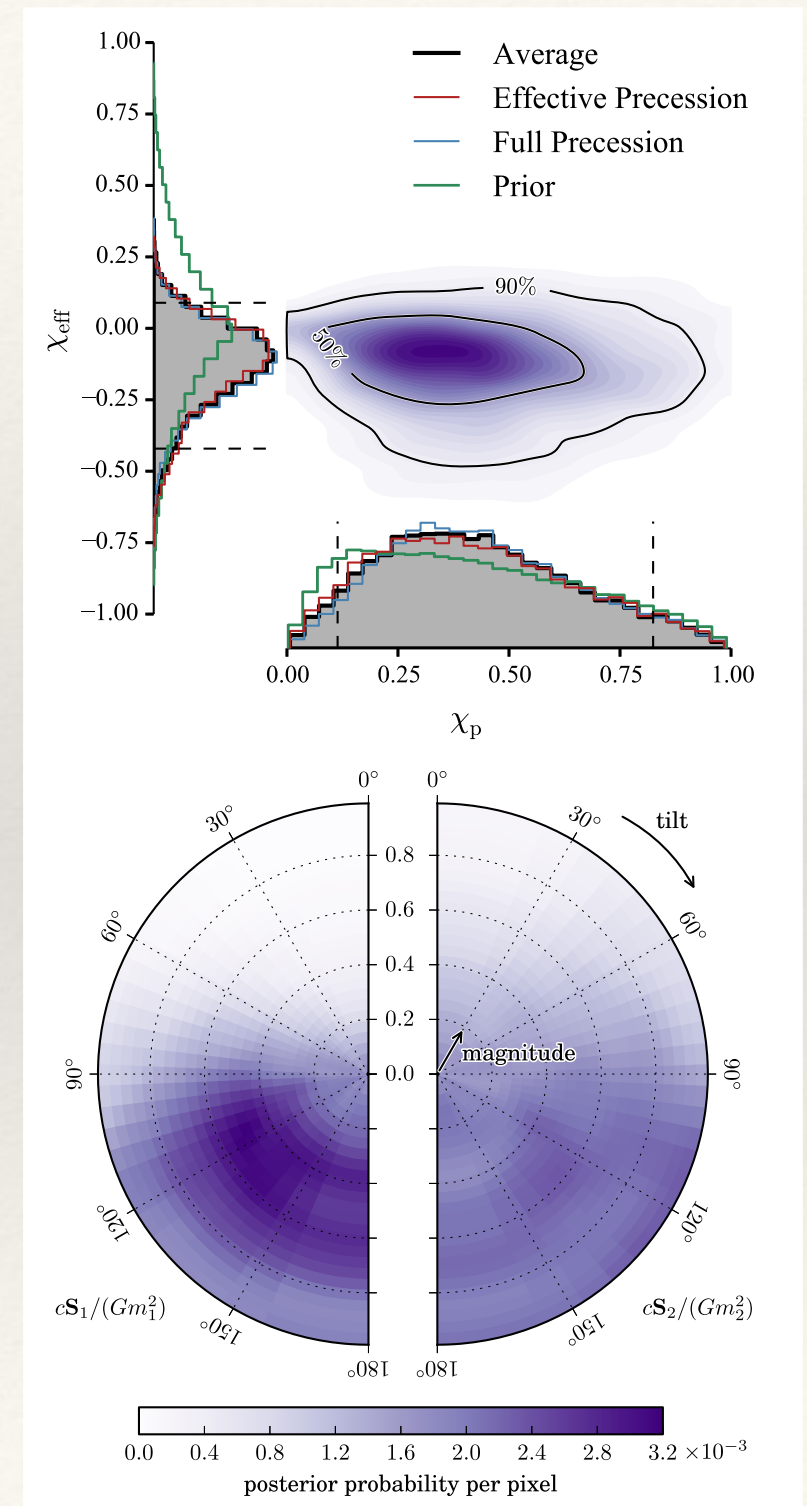 1.00
0.75
0.50
0.25
0.00
−0.25
−0.50
−0.75
−1.00
χeff
Average
Effective Precession
Full Precession
Prior
90%
50%
0.00 0.25 0.50 0.75 1.00
χp
0° 0°
30° 30° tilt
60° 60°
0.8
0.6
0.4
0.2
0.0
magnitude
90° 90°
120° 120°
cS1/(Gm1²) cS2/(Gm2²)
150° 150°
180° 180°
0.0 0.4 0.8 1.2 1.6 2.0 2.4 2.8 3.2 ×10⁻³
posterior probability per pixel